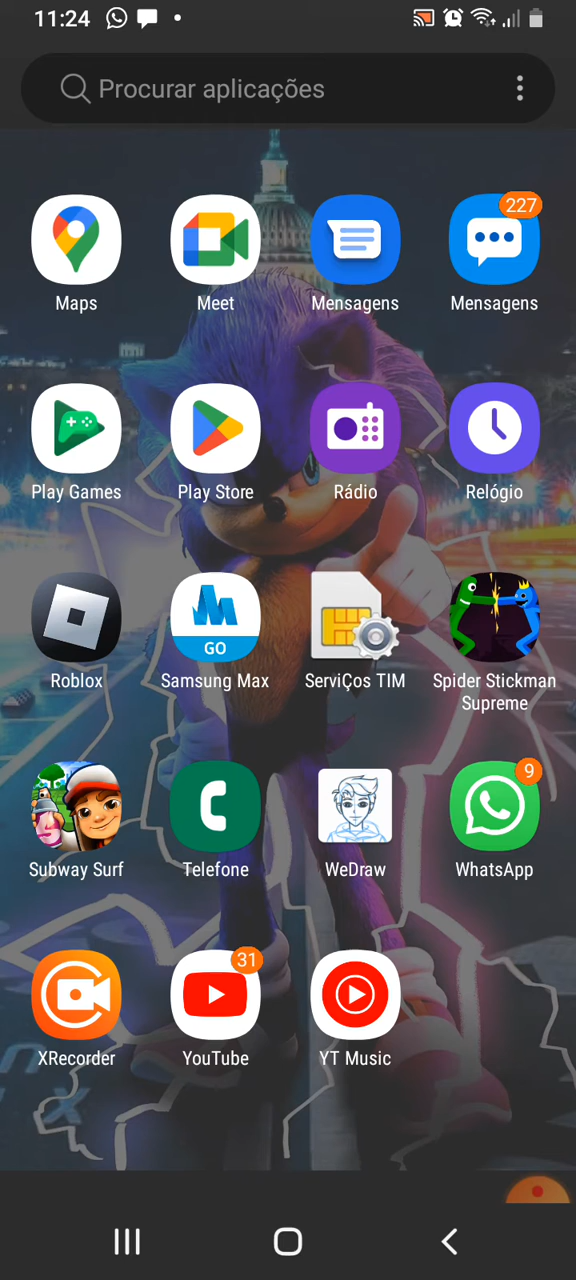 11:24
Procurar aplicações
227
Maps
Meet
Mensagens
Mensagens
Play Games
Play Store
Rádio
Relógio
GO
Roblox
Samsung Max
ServiÇos TIM
Spider Stickman
Supreme
9
Subway Surf
Telefone
WeDraw
WhatsApp
31
XRecorder
YouTube
YT Music